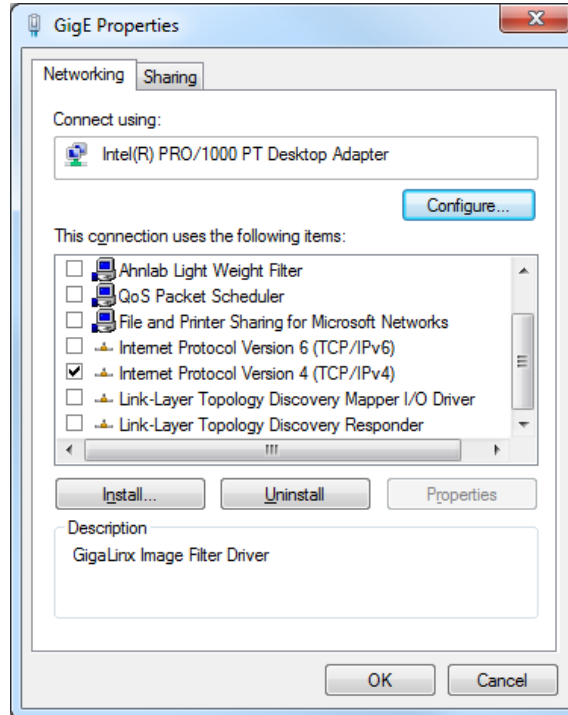 GigE Properties
Networking
Sharing
Connect using:
Intel(R) PRO/1000 PT Desktop Adapter
Configure...
This connection uses the following items:
Ahnlab Light Weight Filter
QoS Packet Scheduler
File and Printer Sharing for Microsoft Networks
Internet Protocol Version 6 (TCP/IPv6)
Internet Protocol Version 4 (TCP/IPv4)
Link-Layer Topology Discovery Mapper I/O Driver
Link-Layer Topology Discovery Responder
Install...
Uninstall
Properties
Description
GigaLinx Image Filter Driver
OK
Cancel